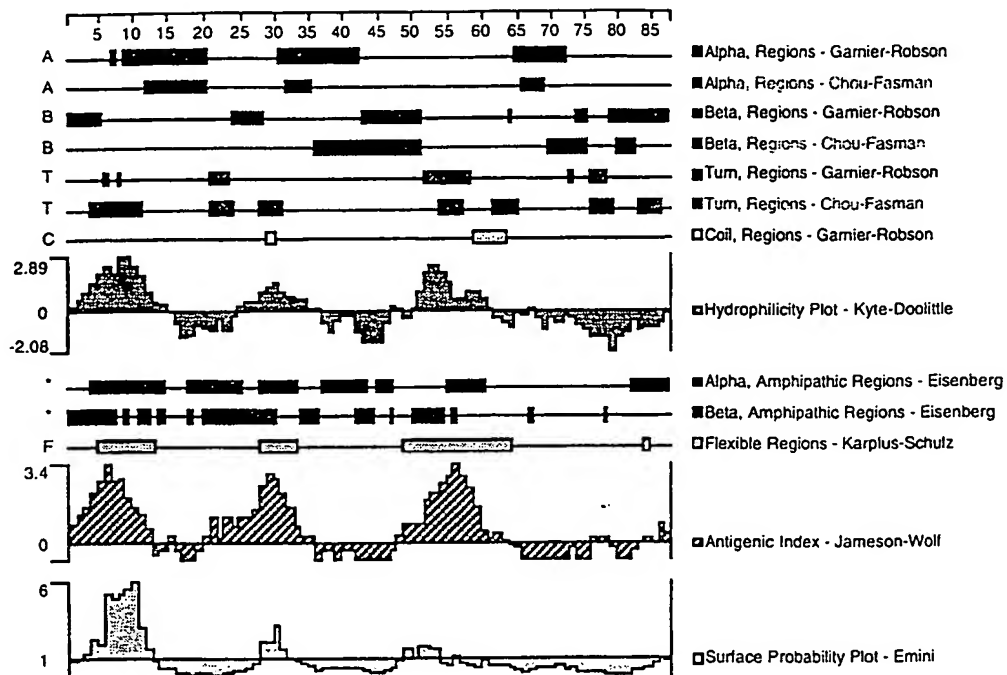 5 10 15 20 25 30 35 40 45 50 55 60 65 70 75 80 85
A Alpha, Regions - Garnier-Robson
A Alpha, Regions - Chou-Fasman
B Beta, Regions - Garnier-Robson
B Beta, Regions - Chou-Fasman
T Turn, Regions - Garnier-Robson
T Turn, Regions - Chou-Fasman
C Coil, Regions - Garnier-Robson
2.89
0 Hydrophilicity Plot - Kyte-Doolittle
-2.08
* Alpha, Amphipathic Regions - Eisenberg
* Beta, Amphipathic Regions - Eisenberg
F Flexible Regions - Karplus-Schulz
3.4
0 Antigenic Index - Jameson-Wolf
6
1 Surface Probability Plot - Emini